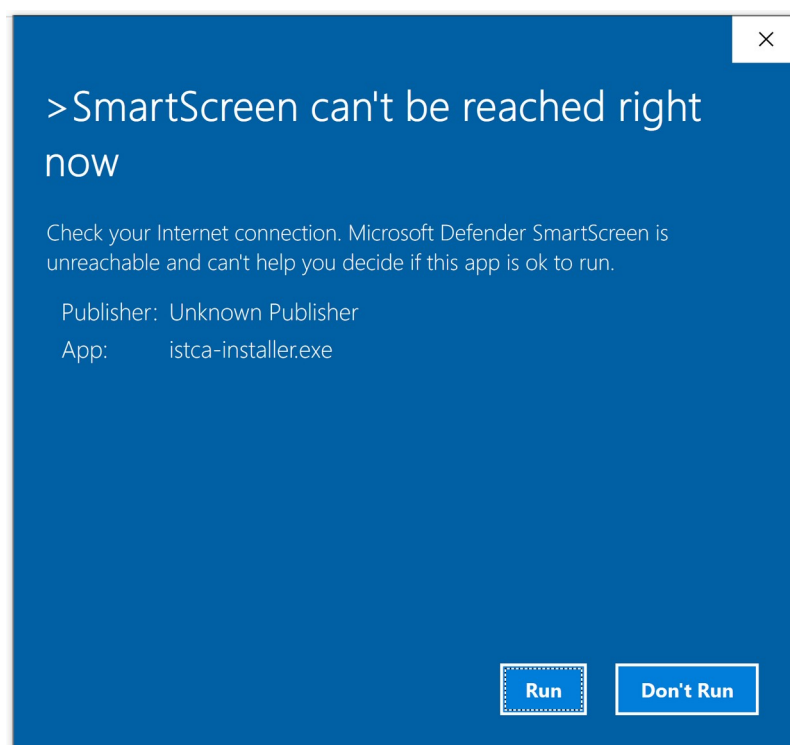 >SmartScreen can't be reached right
now
Check your Internet connection. Microsoft Defender SmartScreen is
unreachable and can't help you decide if this app is ok to run.
Publisher: Unknown Publisher
App: istca-installer.exe
Run Don't Run